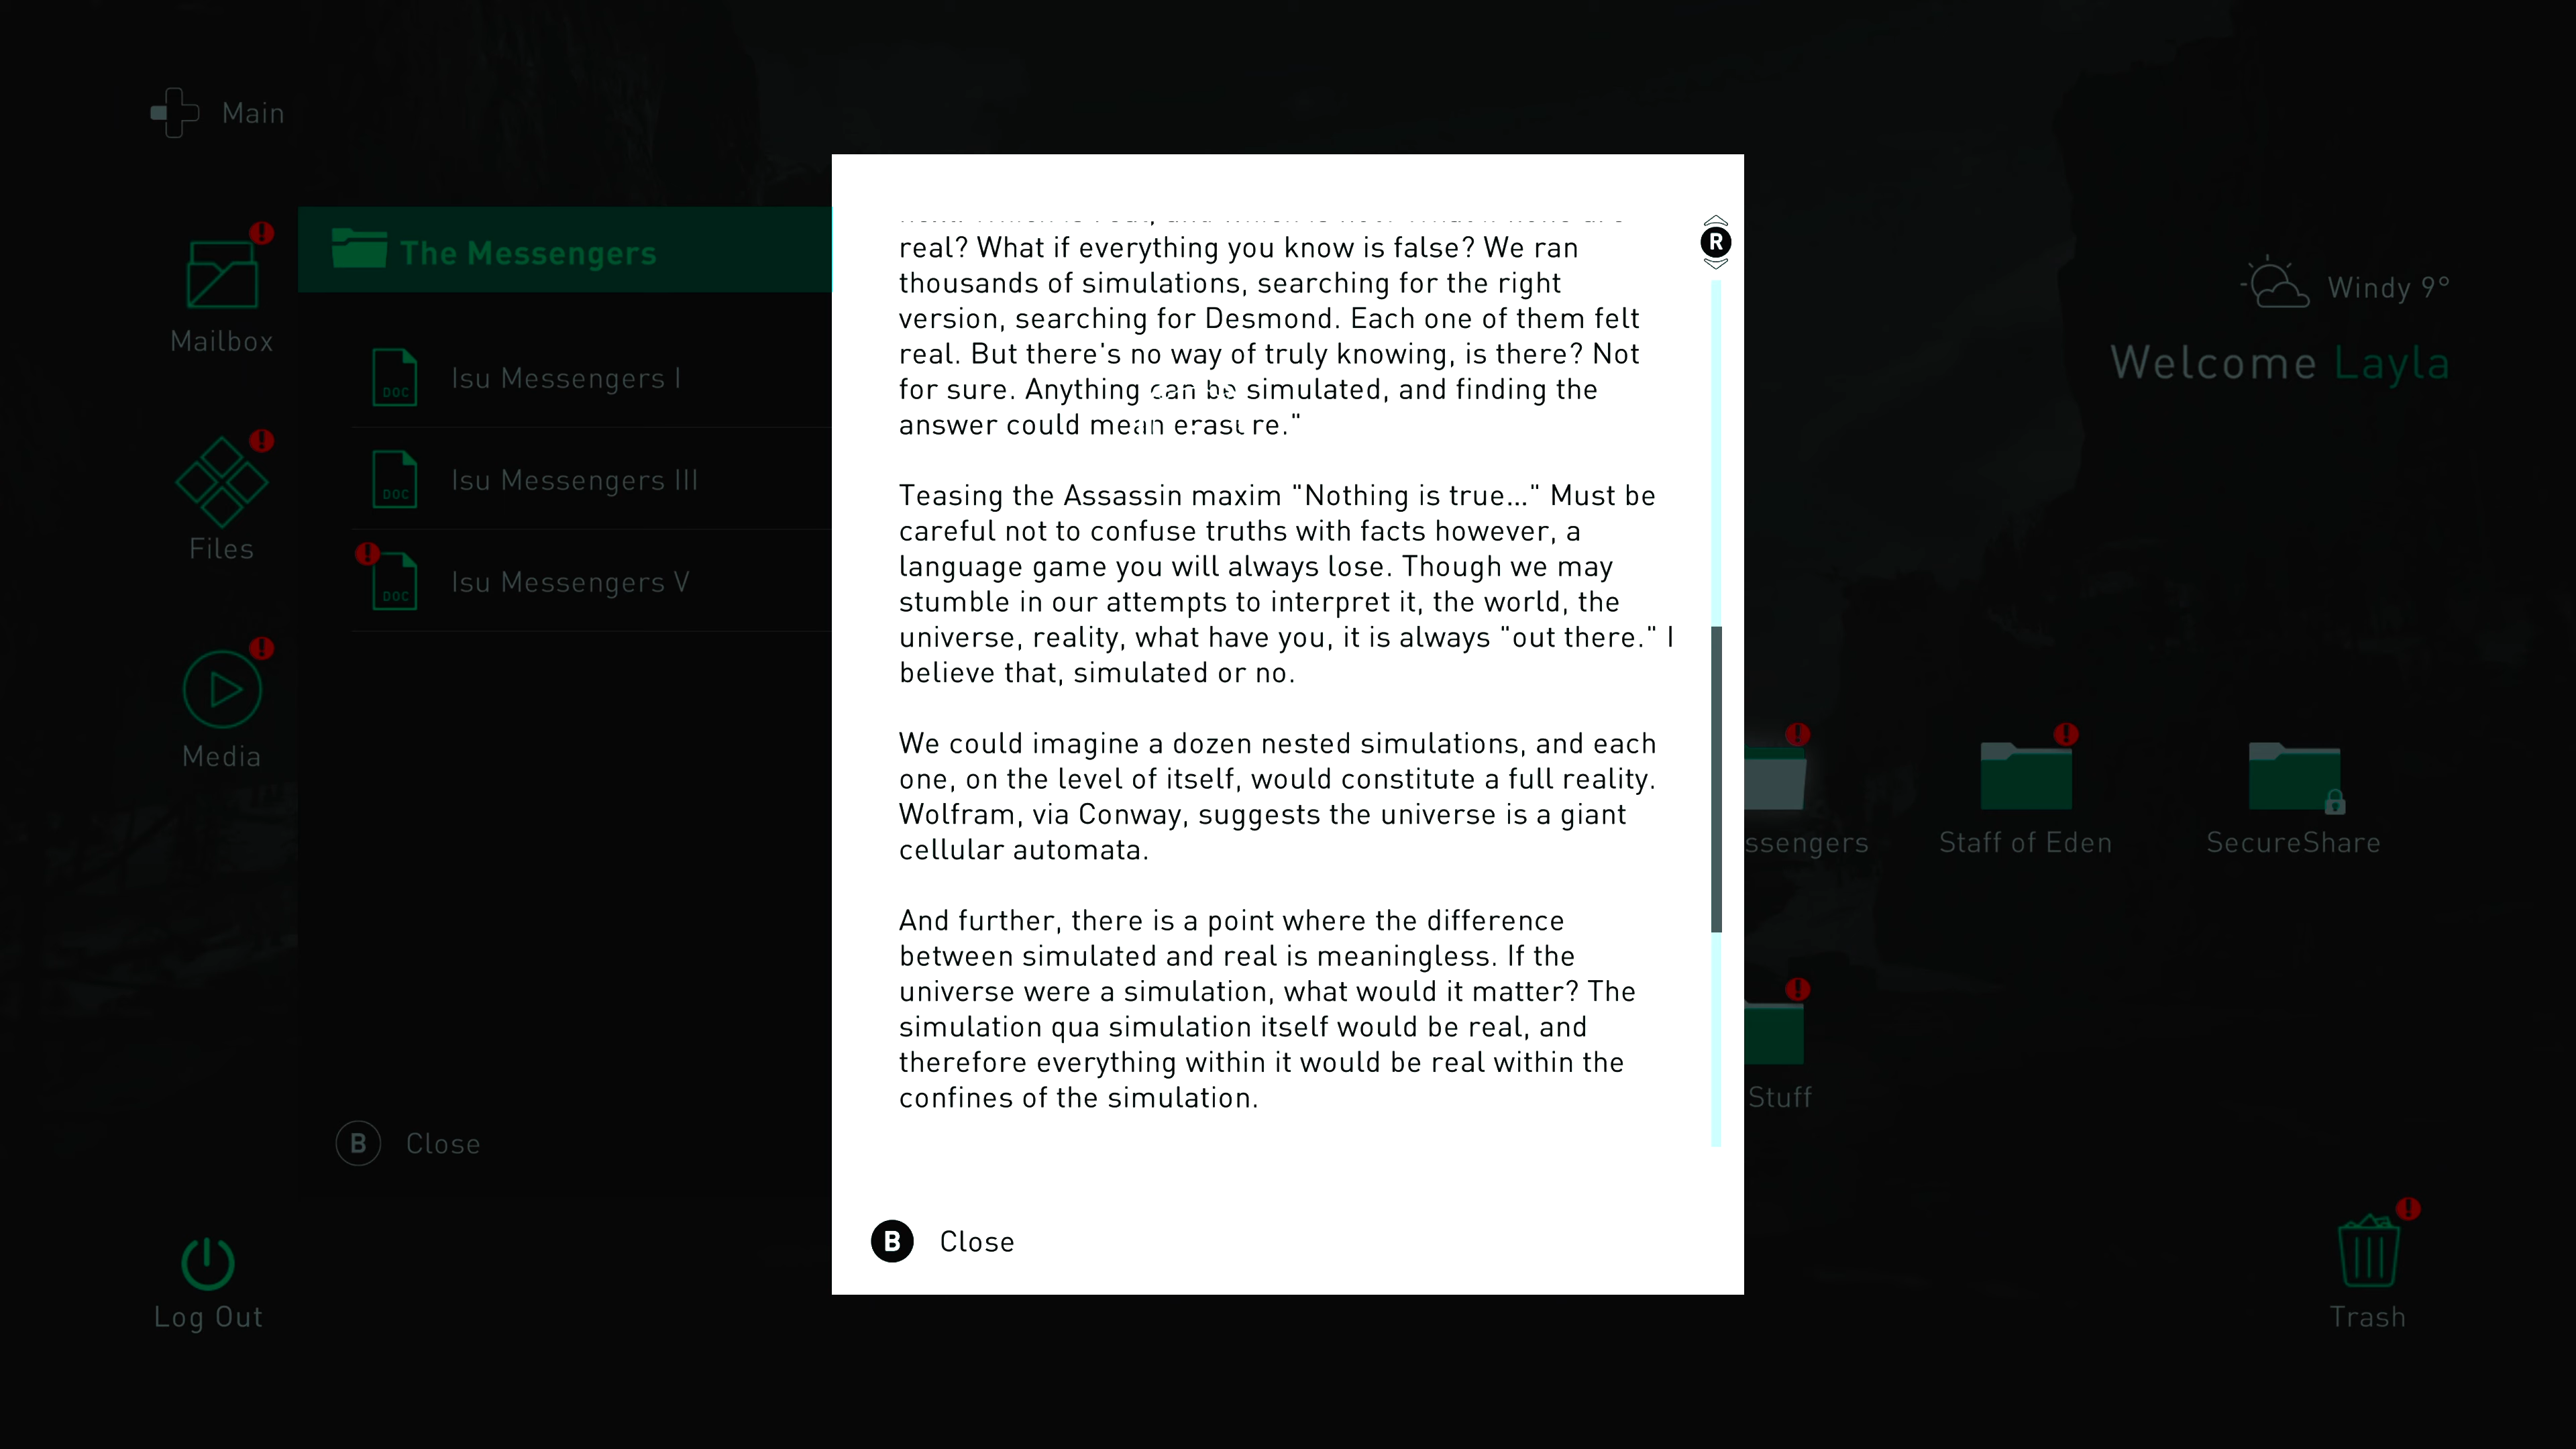 Main
Mailbox
Files
Media
Log Out
The Messengers
DOC
Isu Messengers I
DOC
Isu Messengers III
DOC
Isu Messengers V
B Close
real? What if everything you know is false? We ran
thousands of simulations, searching for the right
version, searching for Desmond. Each one of them felt
real. But there's no way of truly knowing, is there? Not
for sure. Anything can be simulated, and finding the
answer could mean erasure."
Teasing the Assassin maxim "Nothing is true..." Must be
careful not to confuse truths with facts however, a
language game you will always lose. Though we may
stumble in our attempts to interpret it, the world, the
universe, reality, what have you, it is always "out there." I
believe that, simulated or no.
We could imagine a dozen nested simulations, and each
one, on the level of itself, would constitute a full reality.
Wolfram, via Conway, suggests the universe is a giant
cellular automata.
And further, there is a point where the difference
between simulated and real is meaningless. If the
universe were a simulation, what would it matter? The
simulation qua simulation itself would be real, and
therefore everything within it would be real within the
confines of the simulation.
R
B Close
Windy 9°
Welcome Layla
ssengers
Staff of Eden
SecureShare
Stuff
Trash